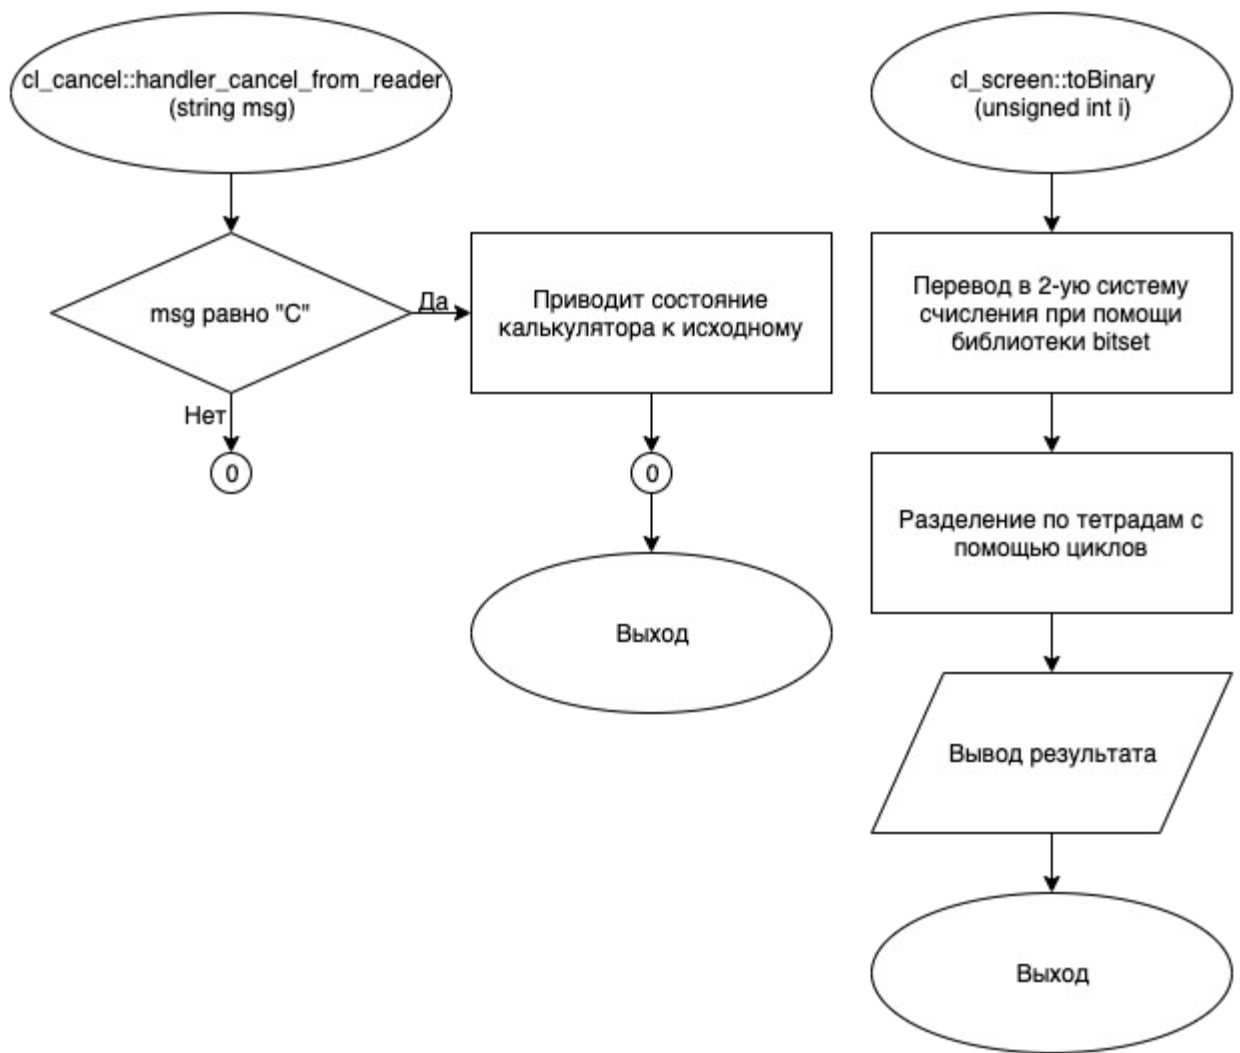 cl_cancel::handler_cancel_from_reader
(string msg)
msg равно "C"
Да
Нет
0
Приводит состояние
калькулятора к исходному
0
Выход
cl_screen::toBinary
(unsigned int i)
Перевод в 2-ую систему
счисления при помощи
библиотеки bitset
Разделение по тетрадам с
помощью циклов
Вывод результата
Выход